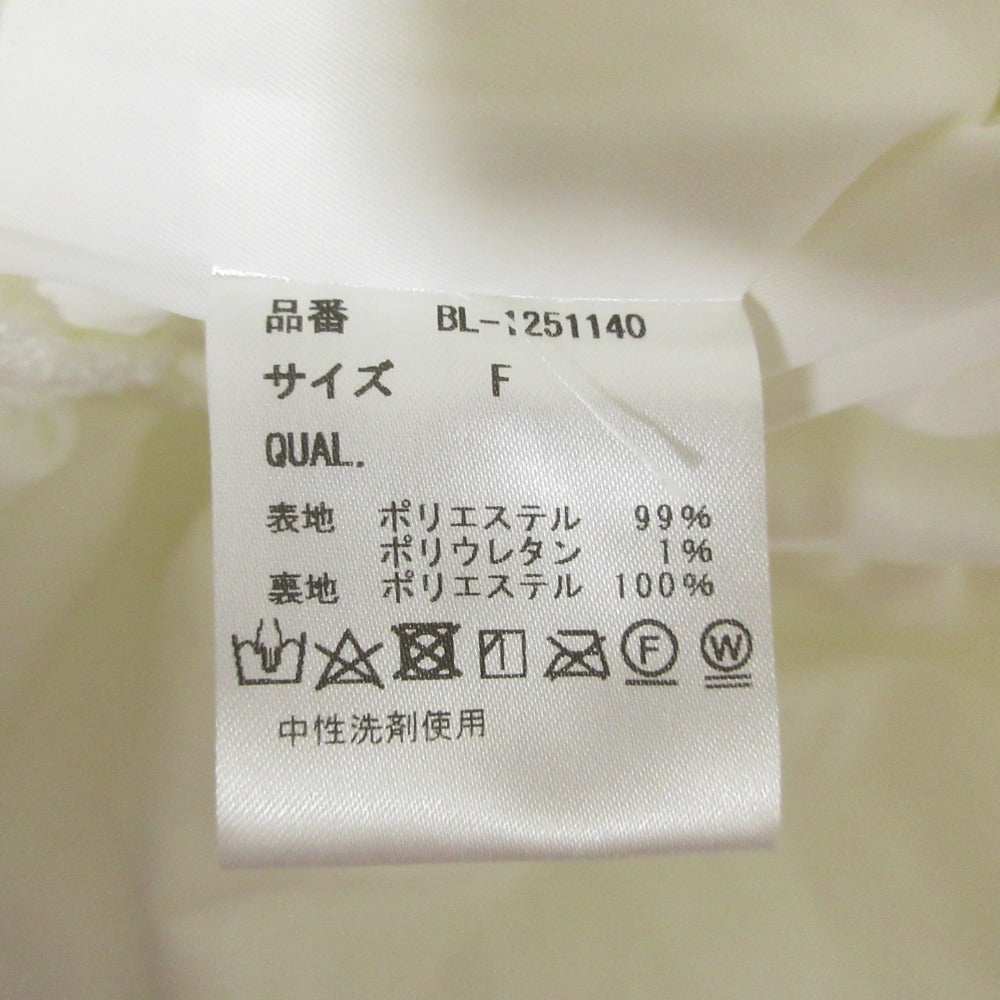 品番 BL-1251140
サイズ F
QUAL.
表地 ポリエステル 99%
ポリウレタン 1%
裏地 ポリエステル 100%
F W
中性洗剤使用